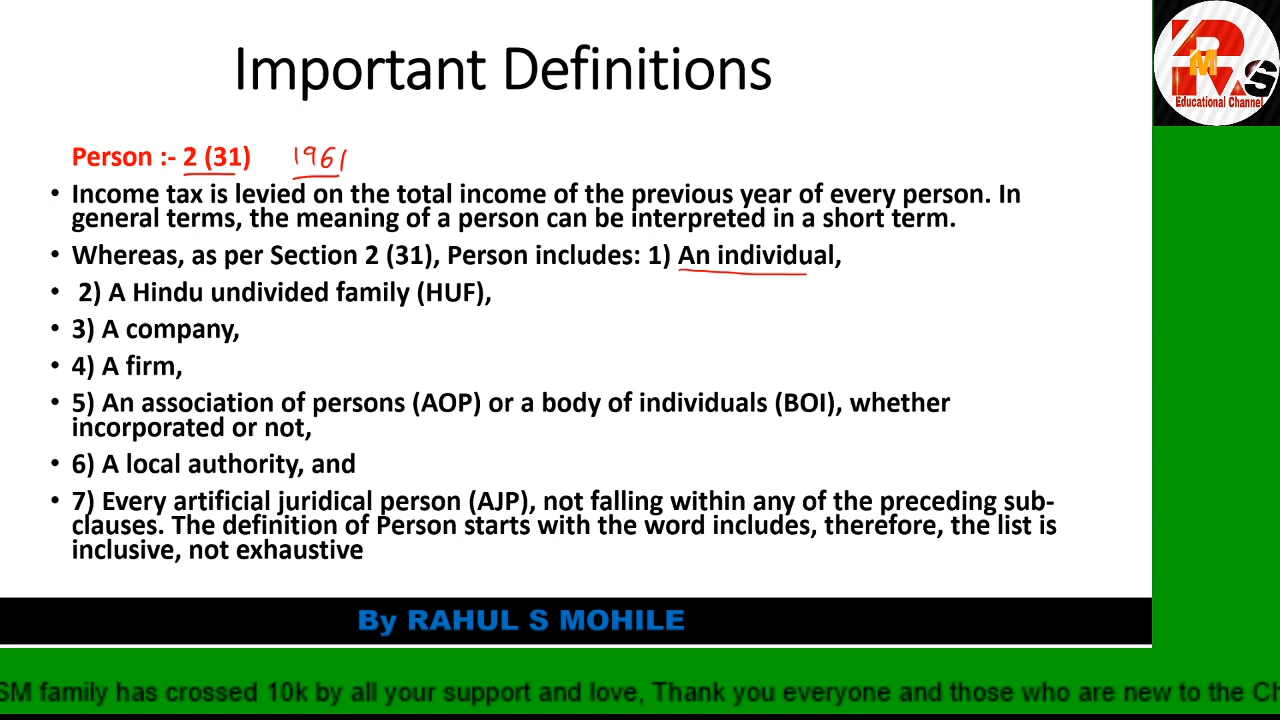 Important Definitions
Person :- 2 (31) 1961
• Income tax is levied on the total income of the previous year of every person. In
general terms, the meaning of a person can be interpreted in a short term.
• Whereas, as per Section 2 (31), Person includes: 1) An individual,
• 2) A Hindu undivided family (HUF),
• 3) A company,
• 4) A firm,
• 5) An association of persons (AOP) or a body of individuals (BOI), whether
incorporated or not,
• 6) A local authority, and
• 7) Every artificial juridical person (AJP), not falling within any of the preceding sub-
clauses. The definition of Person starts with the word includes, therefore, the list is
inclusive, not exhaustive
By RAHUL S MOHILE
SM family has crossed 10k by all your support and love, Thank you everyone and those who are new to the Ch
Educational Channel